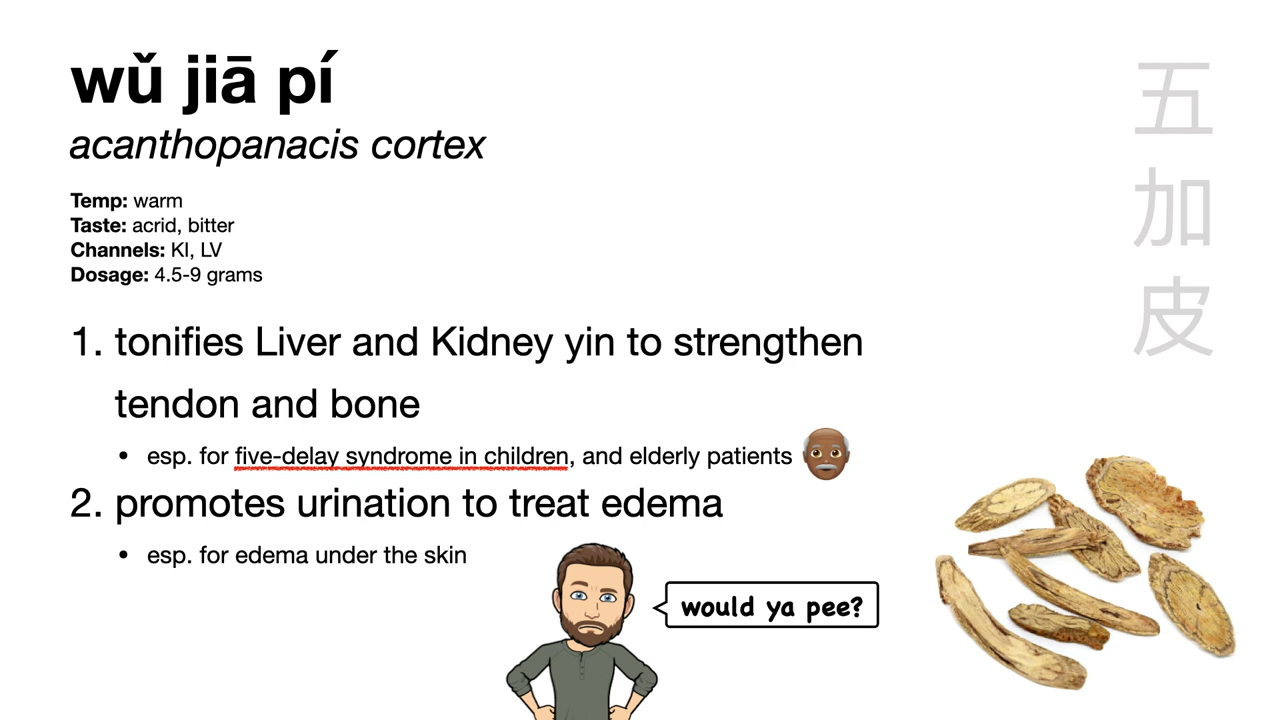 wǔ jiā pí
acanthopanacis cortex
Temp: warm
Taste: acrid, bitter
Channels: KI, LV
Dosage: 4.5-9 grams
1. tonifies Liver and Kidney yin to strengthen
tendon and bone
• esp. for five-delay syndrome in children, and elderly patients
2. promotes urination to treat edema
• esp. for edema under the skin
would ya pee?
五
加
皮